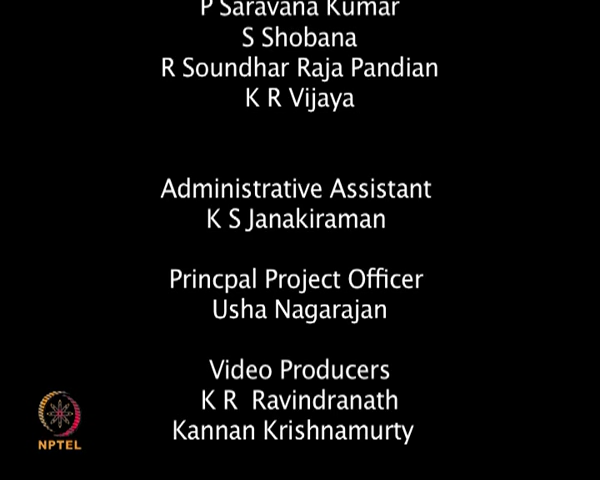 P Saravana Kumar
S Shobana
R Soundhar Raja Pandian
K R Vijaya
Administrative Assistant
K S Janakiraman
Princpal Project Officer
Usha Nagarajan
Video Producers
K R Ravindranath
Kannan Krishnamurty
NPTEL